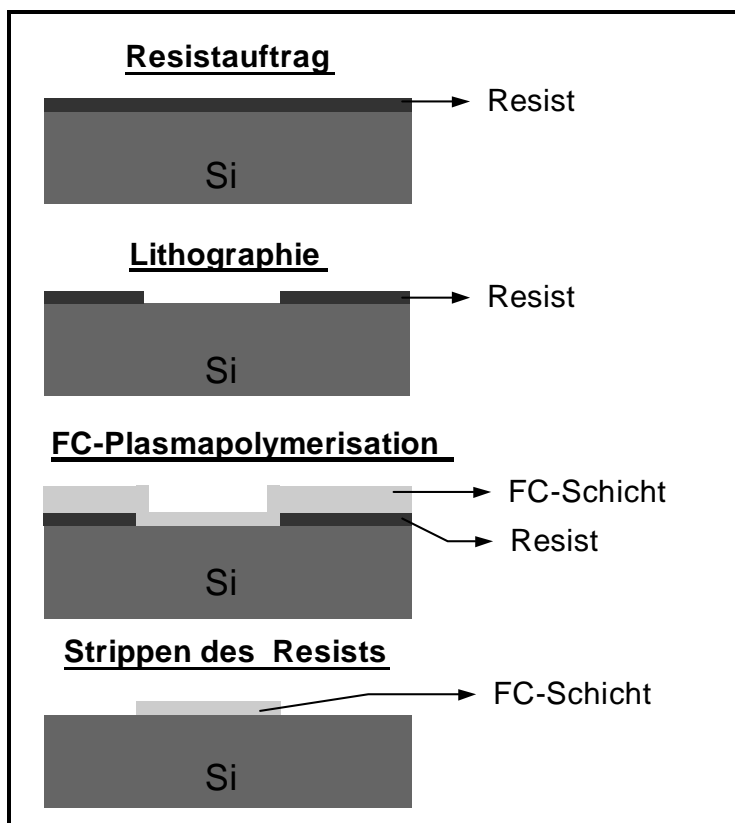 Resistauftrag
Resist
Si
Lithographie
Resist
Si
FC-Plasmapolymerisation
FC-Schicht
Resist
Si
Strippen des Resists
FC-Schicht
Si